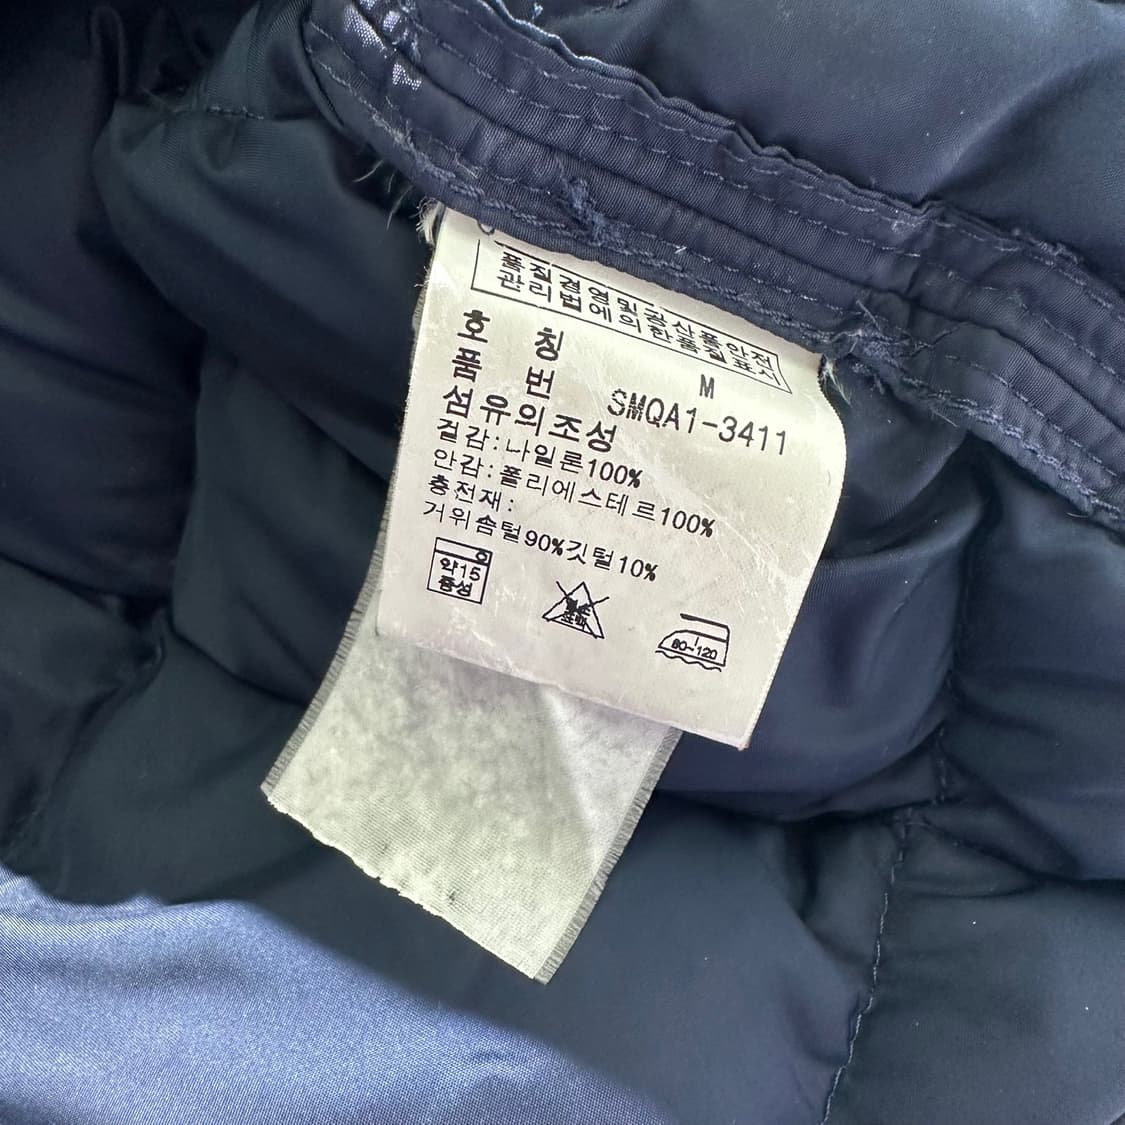 품질경영및공산품안전
관리법에의한품질표시
호 칭 M
품 번 SMQA1-3411
섬유의조성
겉감:나일론100%
안감:폴리에스테르100%
충전재:
거위솜털90%깃털10%
약15
중성
80~120